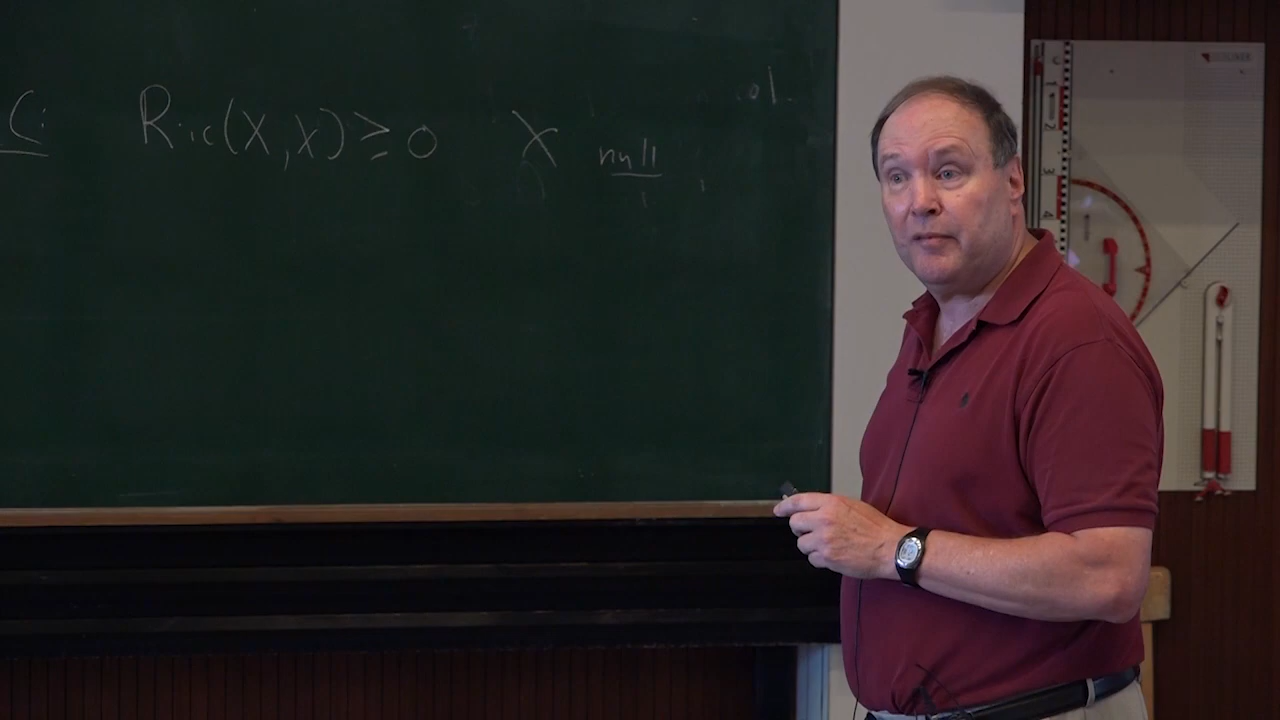 C: Ric(X,X) ≥ 0 X null